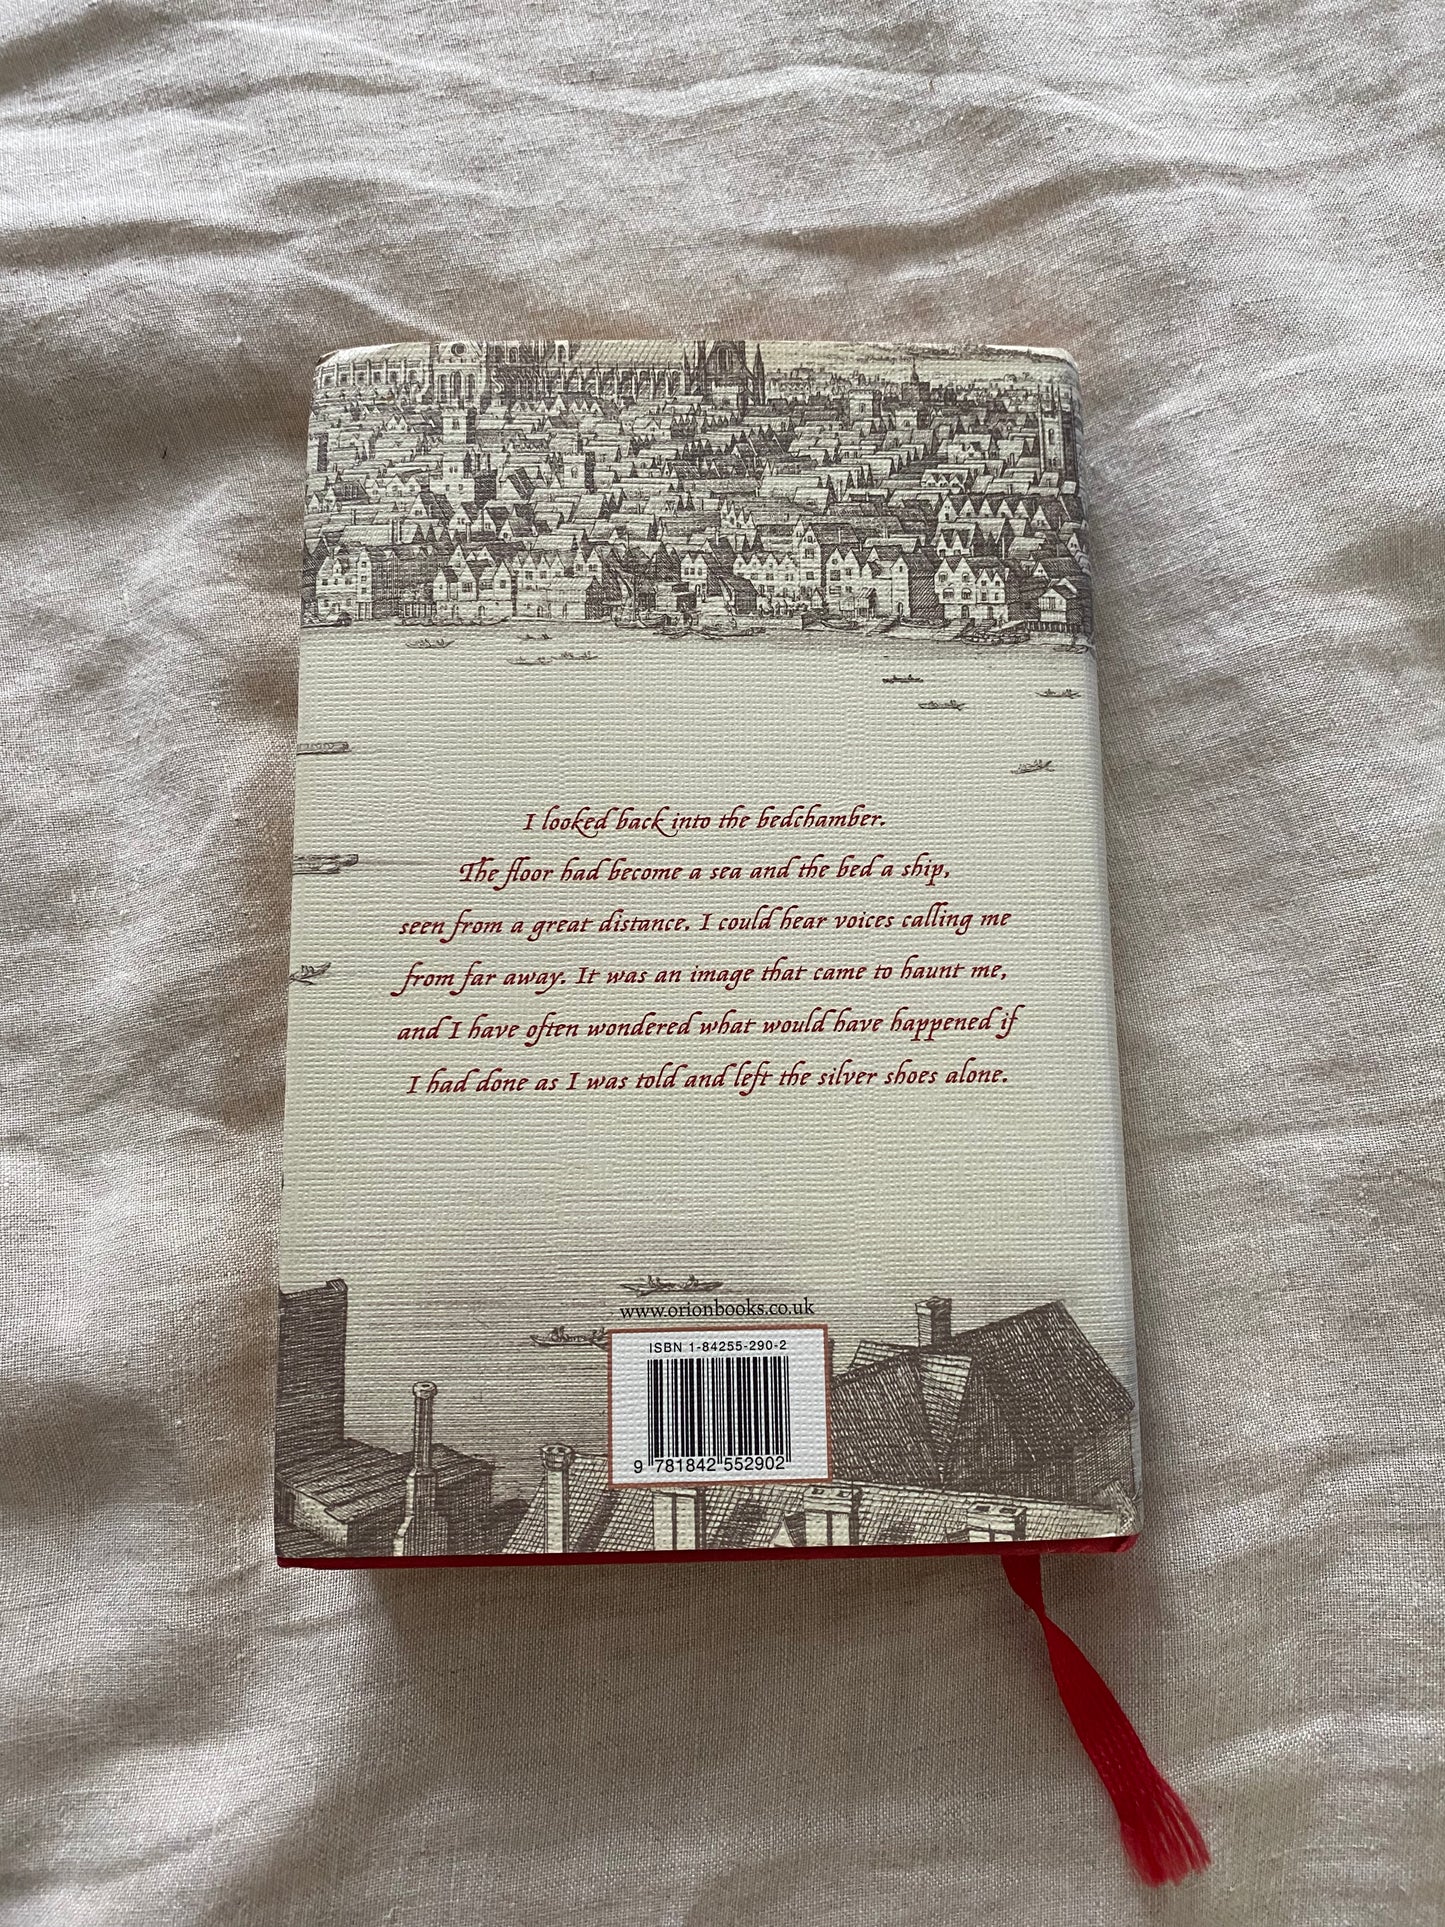 I looked back into the bedchamber.
The floor had become a sea and the bed a ship,
seen from a great distance. I could hear voices calling me
from far away. It was an image that came to haunt me,
and I have often wondered what would have happened if
I had done as I was told and left the silver shoes alone.
www.orionbooks.co.uk
ISBN 1-84255-290-2
9 781842 552902